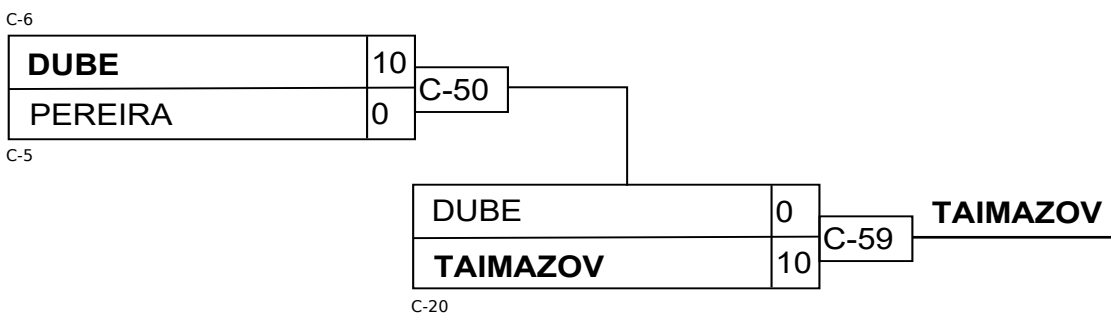 C-6
DUBE 10
C-50
PEREIRA 0
C-5
DUBE 0
TAIMAZOV
C-59
TAIMAZOV 10
C-20